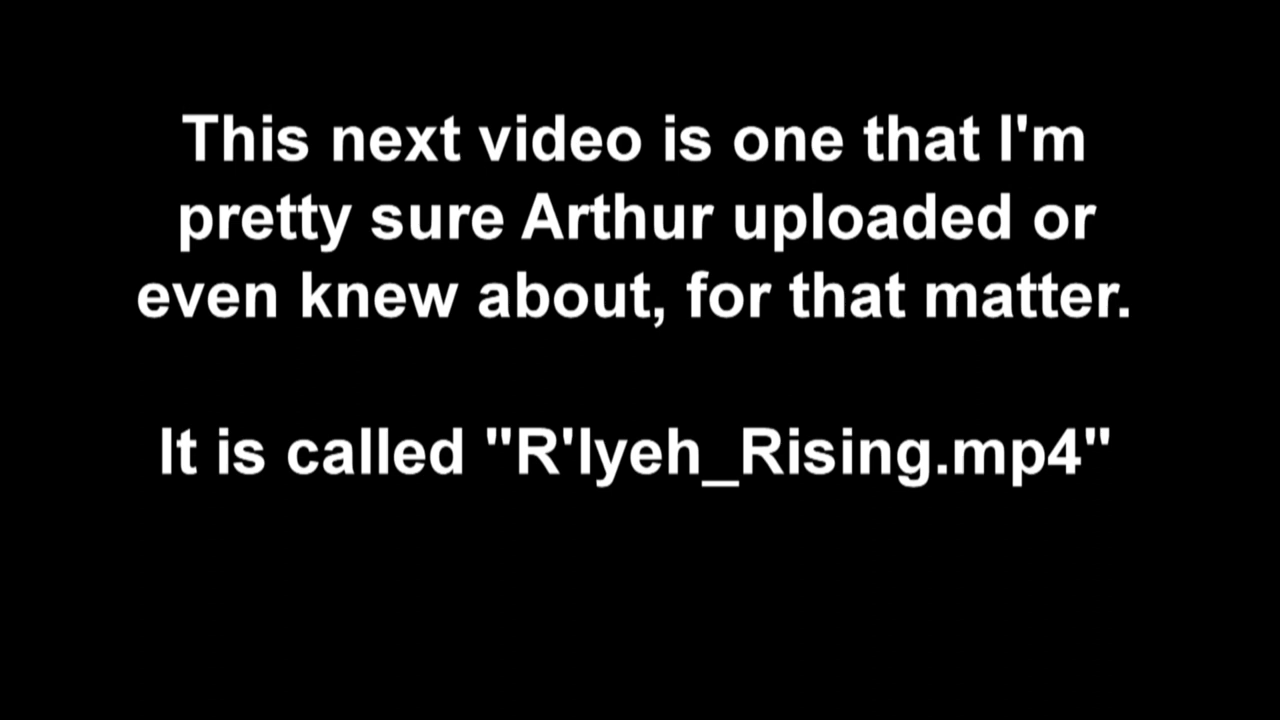 This next video is one that I'm
pretty sure Arthur uploaded or
even knew about, for that matter.
It is called "R'lyeh_Rising.mp4"